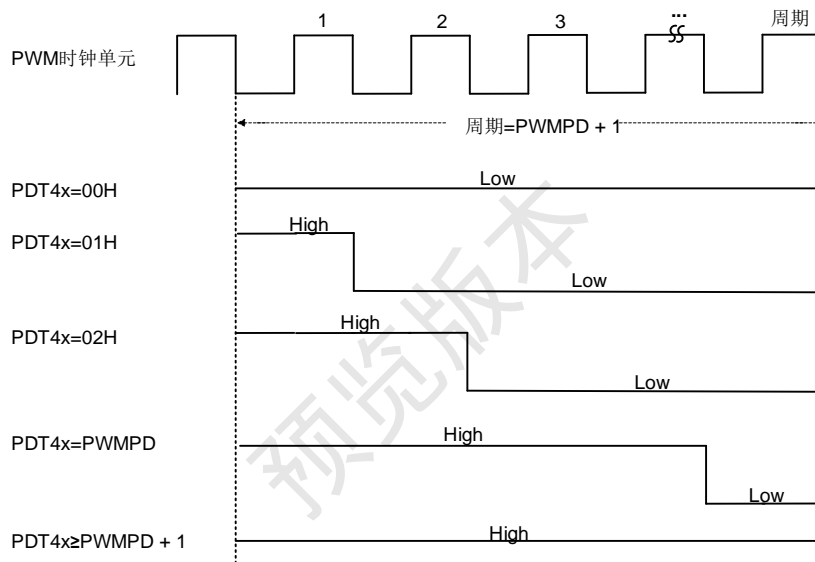 1 2 3 ... 周期
PWM时钟单元
周期=PWMPD + 1
PDT4x=00H Low
PDT4x=01H High Low
PDT4x=02H High Low
PDT4x=PWMPD High Low
PDT4x≥PWMPD + 1 High
预览版本